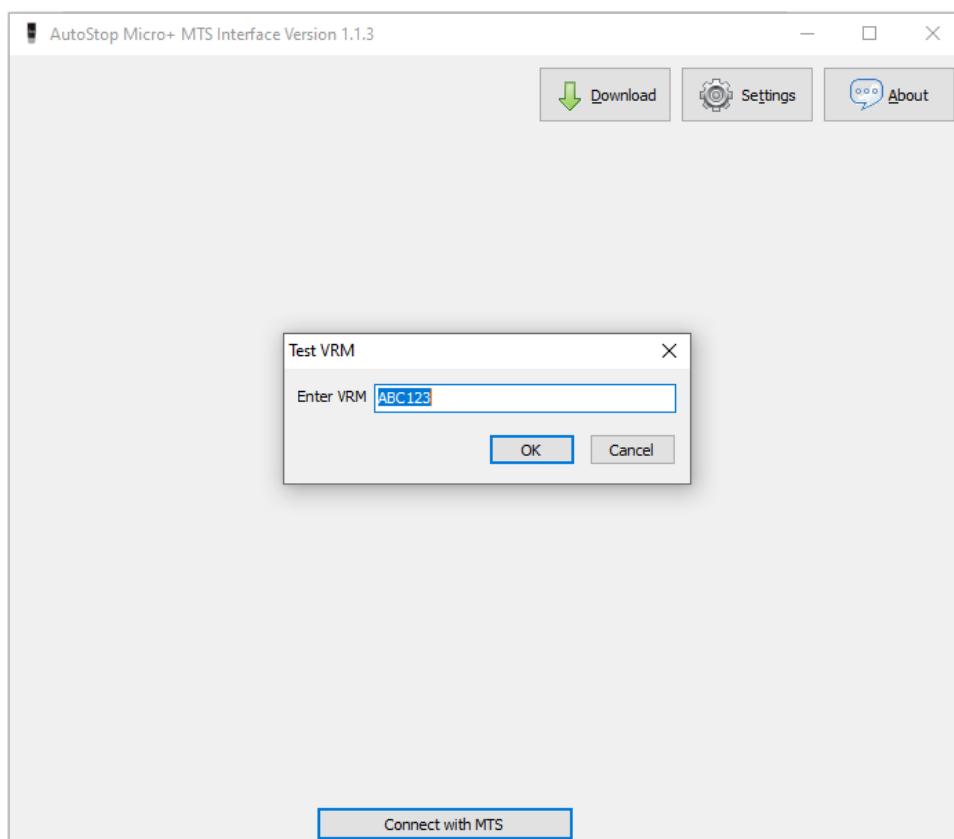 AutoStop Micro+ MTS Interface Version 1.1.3
Download Settings About
Test VRM
Enter VRM ABC123
OK Cancel
Connect with MTS